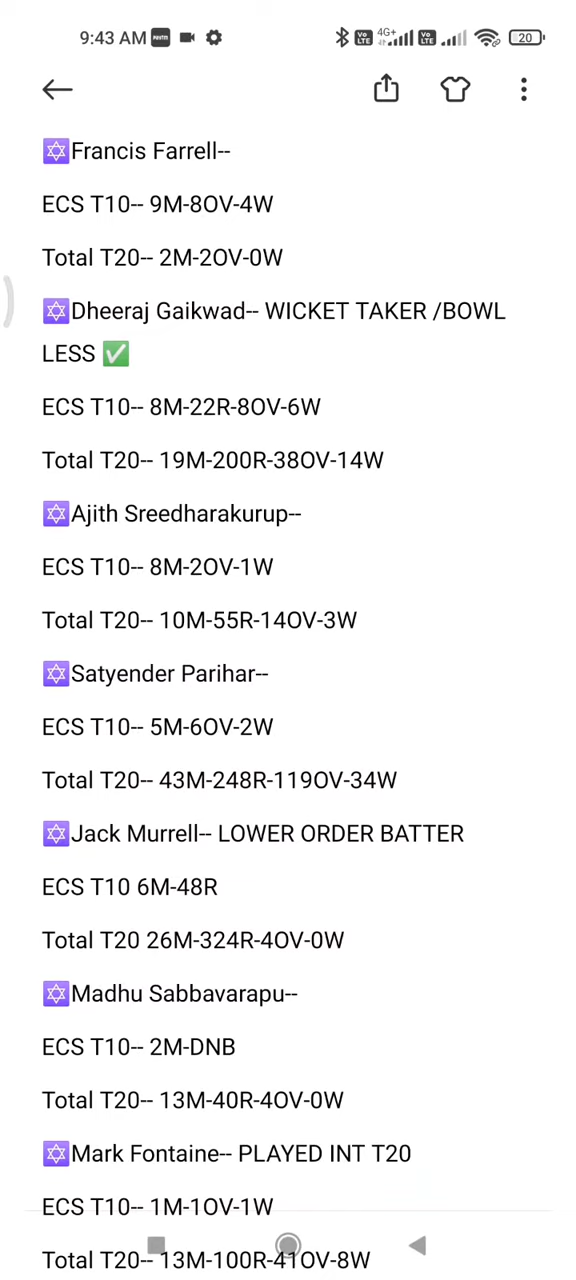 9:43 AM
4G+
20
Francis Farrell--
ECS T10-- 9M-8OV-4W
Total T20-- 2M-2OV-0W
Dheeraj Gaikwad-- WICKET TAKER /BOWL
LESS ✅
ECS T10-- 8M-22R-8OV-6W
Total T20-- 19M-200R-38OV-14W
Ajith Sreedharakurup--
ECS T10-- 8M-2OV-1W
Total T20-- 10M-55R-14OV-3W
Satyender Parihar--
ECS T10-- 5M-6OV-2W
Total T20-- 43M-248R-119OV-34W
Jack Murrell-- LOWER ORDER BATTER
ECS T10 6M-48R
Total T20 26M-324R-4OV-0W
Madhu Sabbavarapu--
ECS T10-- 2M-DNB
Total T20-- 13M-40R-4OV-0W
Mark Fontaine-- PLAYED INT T20
ECS T10-- 1M-1OV-1W
Total T20-- 13M-100R-41OV-8W